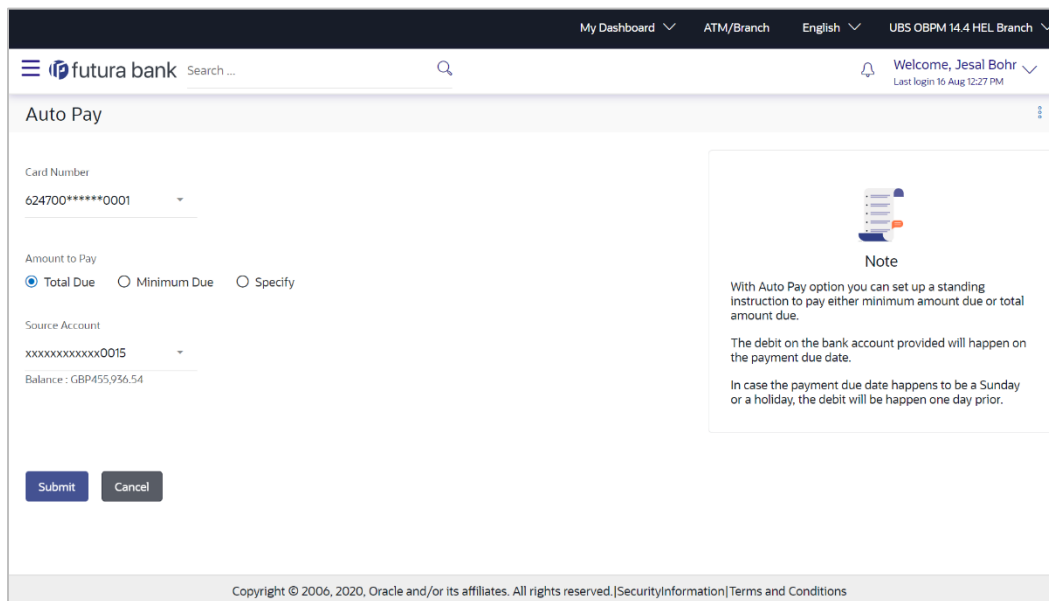 My Dashboard ATM/Branch English UBS OBPM 14.4 HEL Branch
futura bank Search ... Welcome, Jesal Bohr
Last login 16 Aug 12:27 PM
Auto Pay
Card Number
624700******0001
Amount to Pay
Total Due Minimum Due Specify
Source Account
xxxxxxxxxxxx0015
Balance : GBP455,936.54
Submit Cancel
Note
With Auto Pay option you can set up a standing
instruction to pay either minimum amount due or total
amount due.
The debit on the bank account provided will happen on
the payment due date.
In case the payment due date happens to be a Sunday
or a holiday, the debit will be happen one day prior.
Copyright © 2006, 2020, Oracle and/or its affiliates. All rights reserved.|SecurityInformation|Terms and Conditions